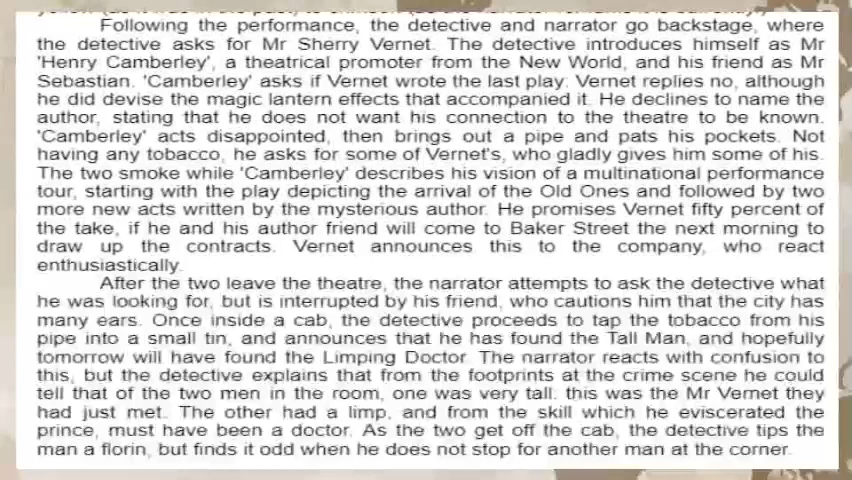 Following the performance, the detective and narrator go backstage, where
the detective asks for Mr Sherry Vernet. The detective introduces himself as Mr
'Henry Camberley', a theatrical promoter from the New World, and his friend as Mr
Sebastian. 'Camberley' asks if Vernet wrote the last play. Vernet replies no, although
he did devise the magic lantern effects that accompanied it. He declines to name the
author, stating that he does not want his connection to the theatre to be known.
'Camberley' acts disappointed, then brings out a pipe and pats his pockets. Not
having any tobacco, he asks for some of Vernet's, who gladly gives him some of his.
The two smoke while 'Camberley' describes his vision of a multinational performance
tour, starting with the play depicting the arrival of the Old Ones and followed by two
more new acts written by the mysterious author. He promises Vernet fifty percent of
the take, if he and his author friend will come to Baker Street the next morning to
draw up the contracts. Vernet announces this to the company, who react
enthusiastically.
After the two leave the theatre, the narrator attempts to ask the detective what
he was looking for, but is interrupted by his friend, who cautions him that the city has
many ears. Once inside a cab, the detective proceeds to tap the tobacco from his
pipe into a small tin, and announces that he has found the Tall Man, and hopefully
tomorrow will have found the Limping Doctor. The narrator reacts with confusion to
this, but the detective explains that from the footprints at the crime scene he could
tell that of the two men in the room, one was very tall. this was the Mr Vernet they
had just met. The other had a limp, and from the skill which he eviscerated the
prince, must have been a doctor. As the two get off the cab, the detective tips the
man a florin, but finds it odd when he does not stop for another man at the corner.